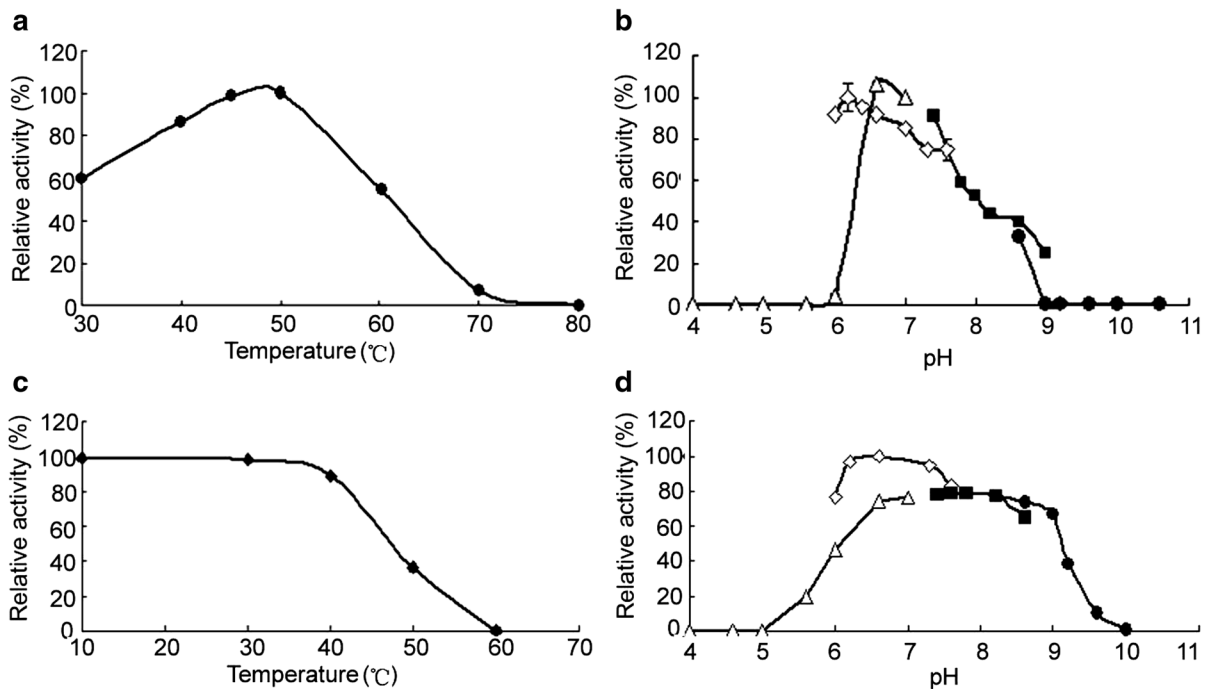 a
Relative activity (%)
120
100
80
60
40
20
0
30 40 50 60 70 80
Temperature (℃)
b
Relative activity (%)
120
100
80
60'
40
20
0
4 5 6 7 8 9 10 11
pH
c
Relative activity (%)
120
100
80
60
40
20
0
10 20 30 40 50 60 70
Temperature (℃)
d
Relative activity (%)
120
100
80
60
40
20
0
4 5 6 7 8 9 10 11
pH